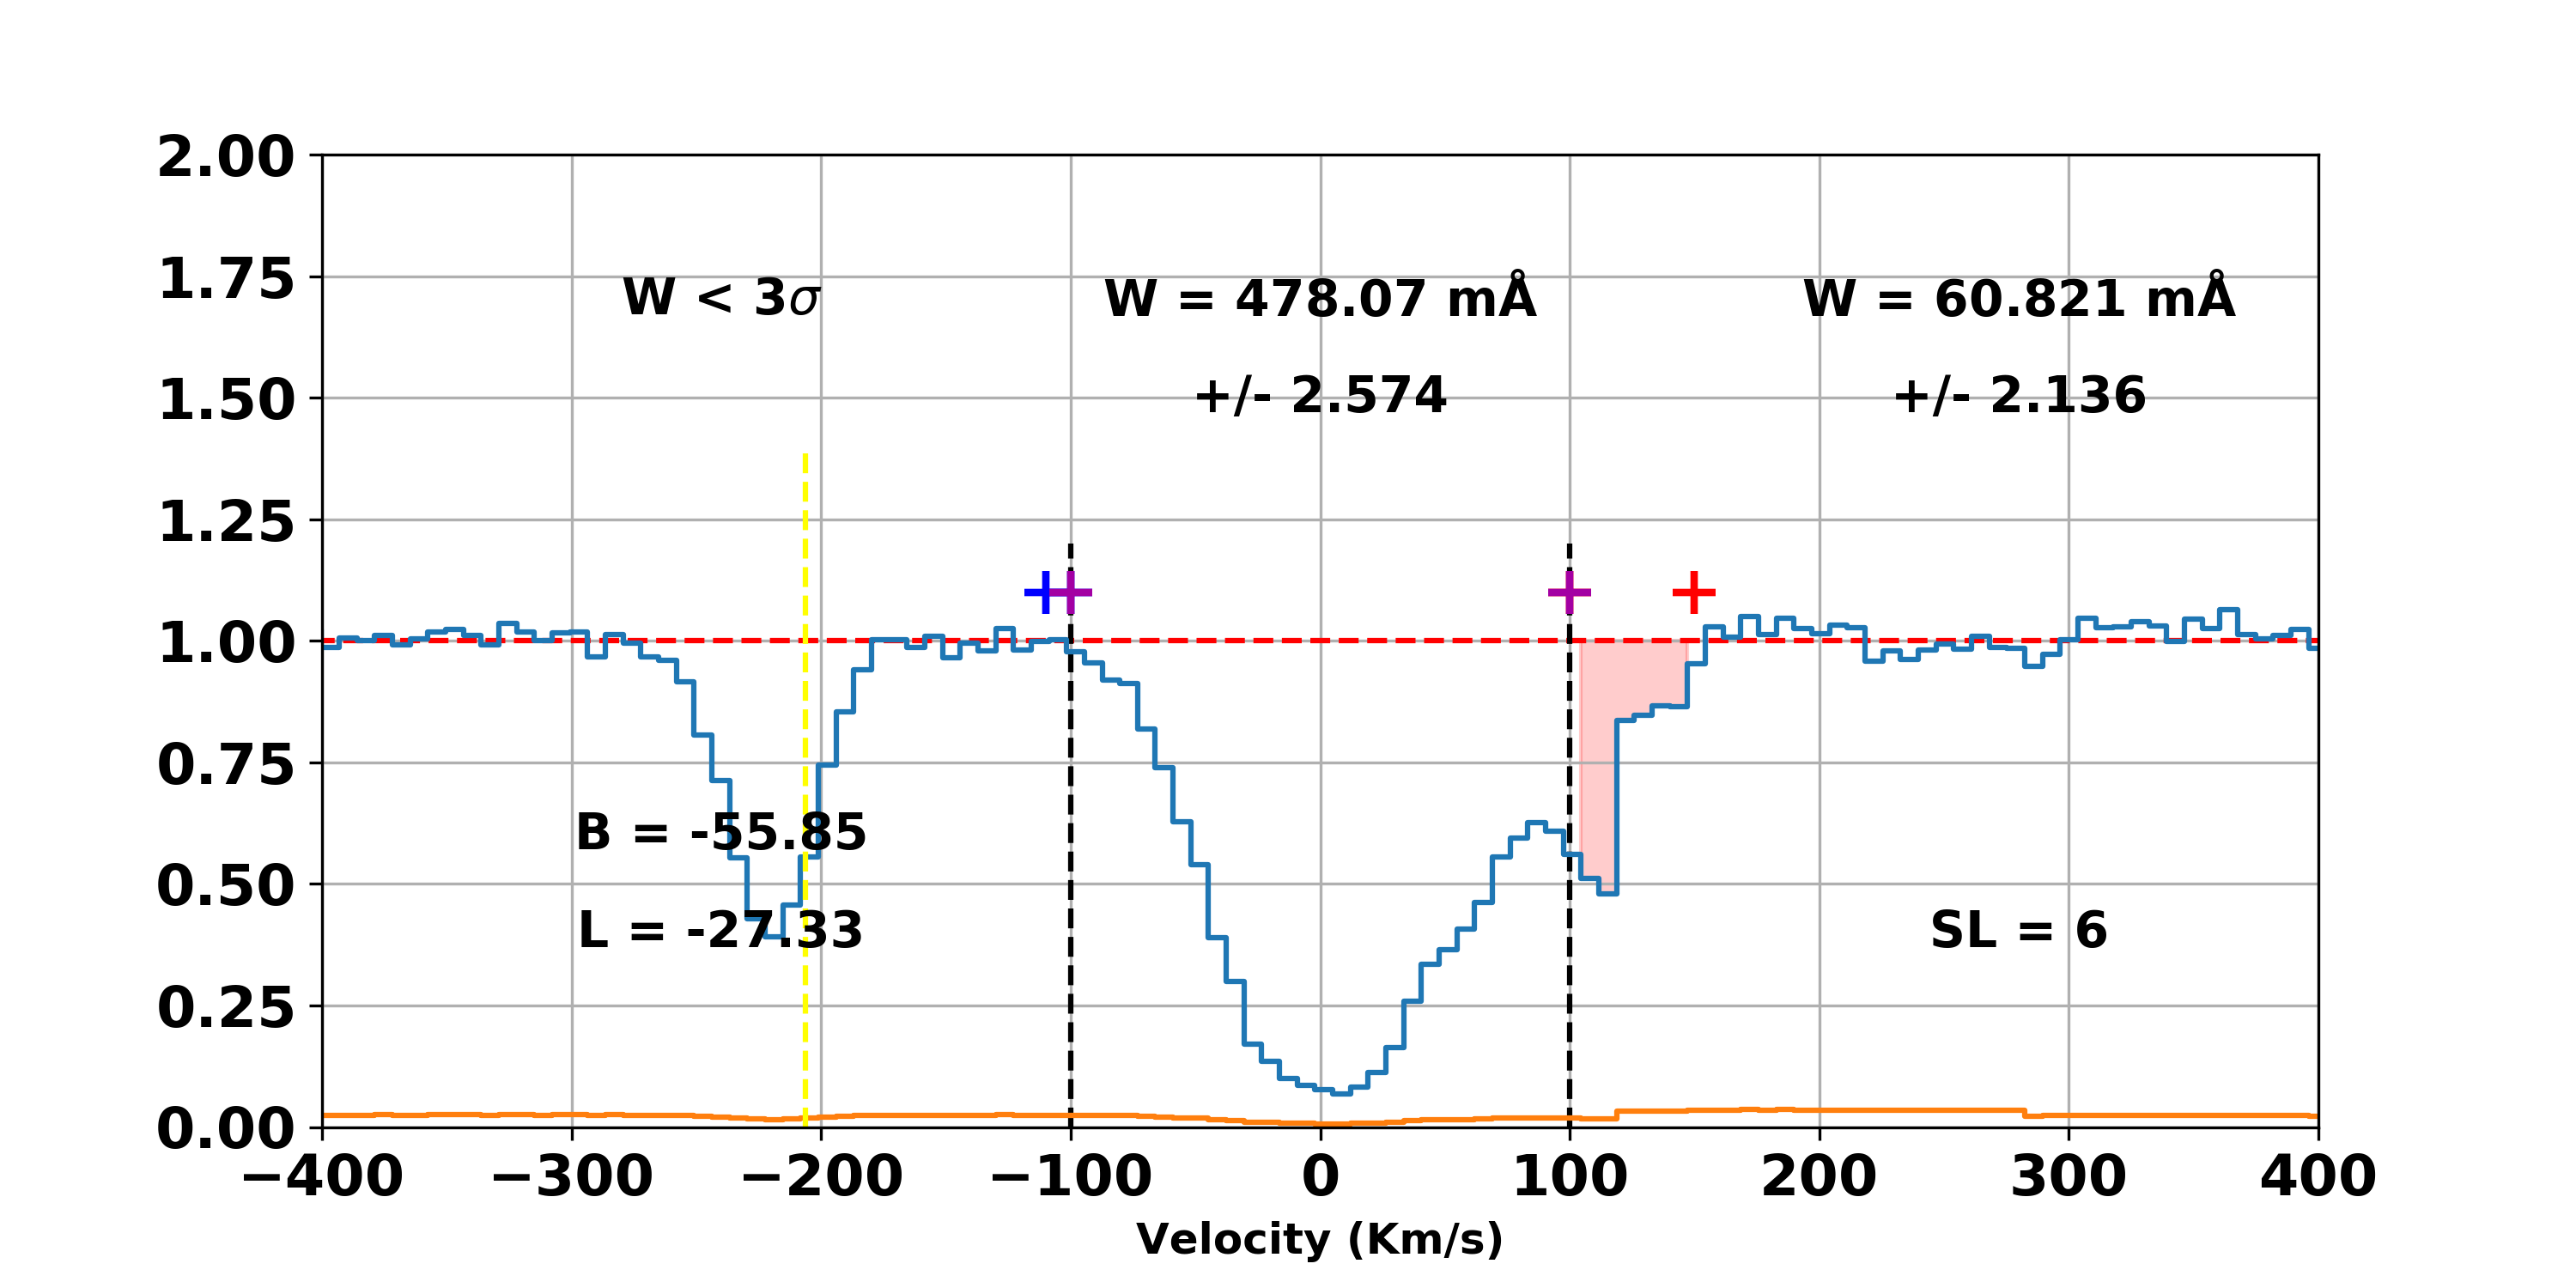 2.00
1.75
W < 3σ W = 478.07 mÅ W = 60.821 mÅ
1.50
+/- 2.574 +/- 2.136
1.25
1.00
0.75
B = -55.85
0.50
L = -27.33 SL = 6
0.25
0.00
−400 −300 −200 −100 0 100 200 300 400
Velocity (Km/s)